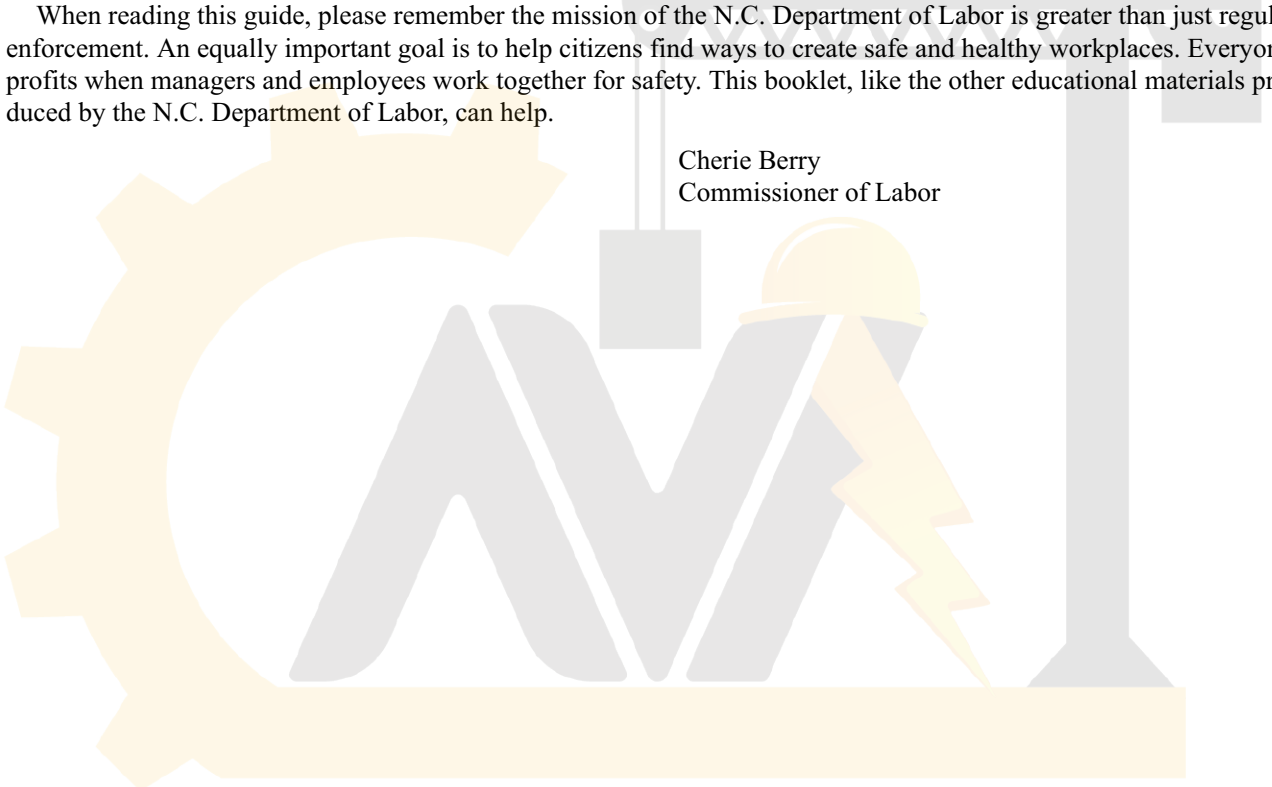 When reading this guide, please remember the mission of the N.C. Department of Labor is greater than just regul
enforcement. An equally important goal is to help citizens find ways to create safe and healthy workplaces. Everyon
profits when managers and employees work together for safety. This booklet, like the other educational materials pr
duced by the N.C. Department of Labor, can help.
Cherie Berry
Commissioner of Labor